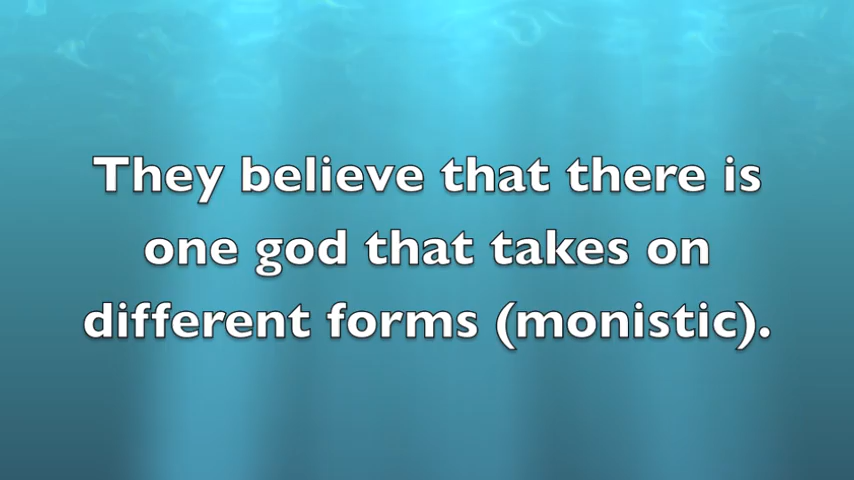 They believe that there is
one god that takes on
different forms (monistic).